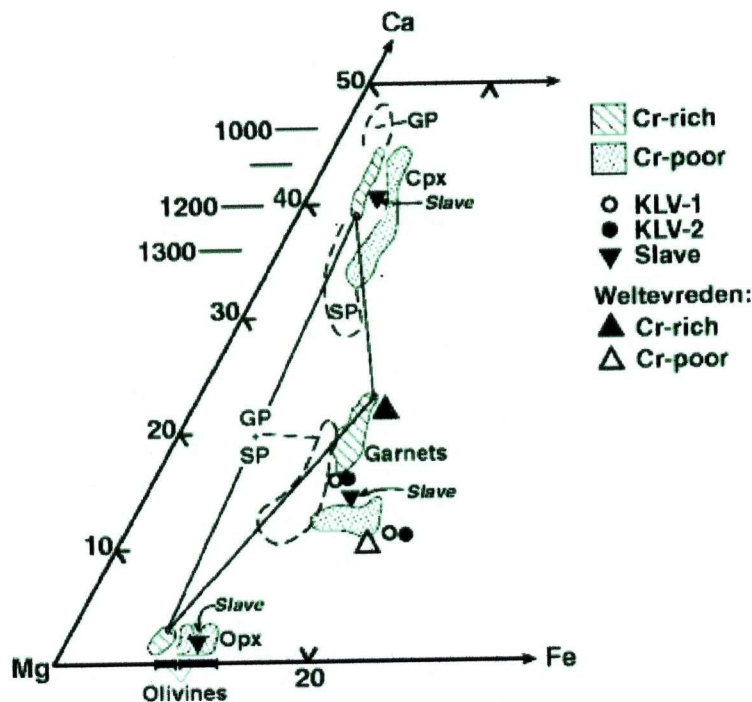 Ca
50
GP
1000
Cr-rich
Cr-poor
Cpx
1200
40
Slave
KLV-1
KLV-2
Slave
1300
Weltevreden:
SP
30
Cr-rich
Cr-poor
GP
20
SP
Garnets
Slave
10
Slave
Opx
Mg
Fe
20
Olivines